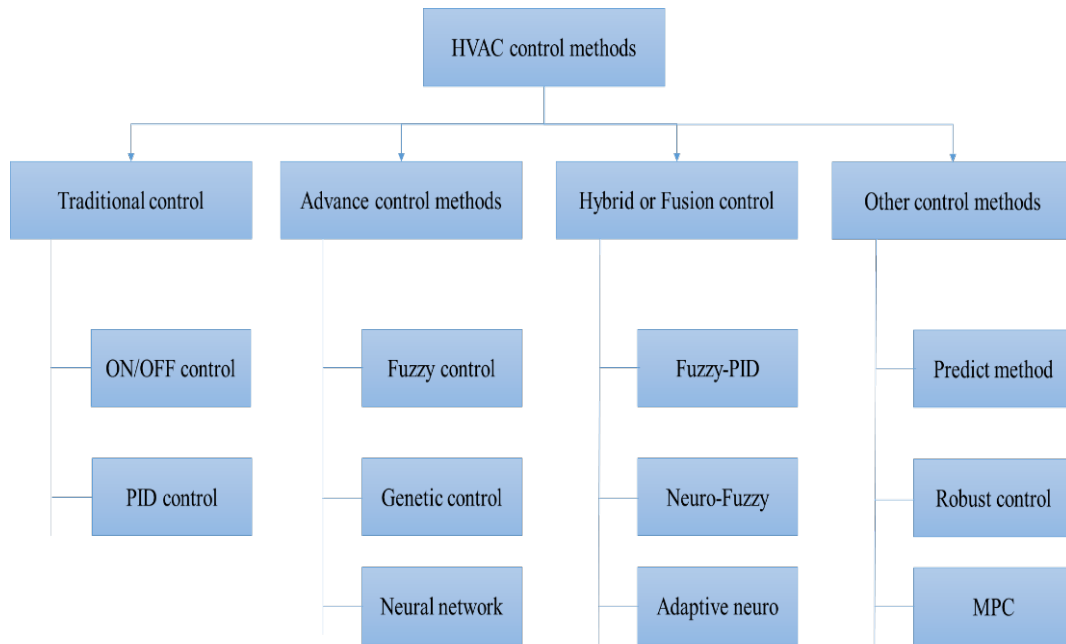 HVAC control methods
Traditional control
Advance control methods
Hybrid or Fusion control
Other control methods
ON/OFF control
Fuzzy control
Fuzzy-PID
Predict method
PID control
Genetic control
Neuro-Fuzzy
Robust control
Neural network
Adaptive neuro
MPC